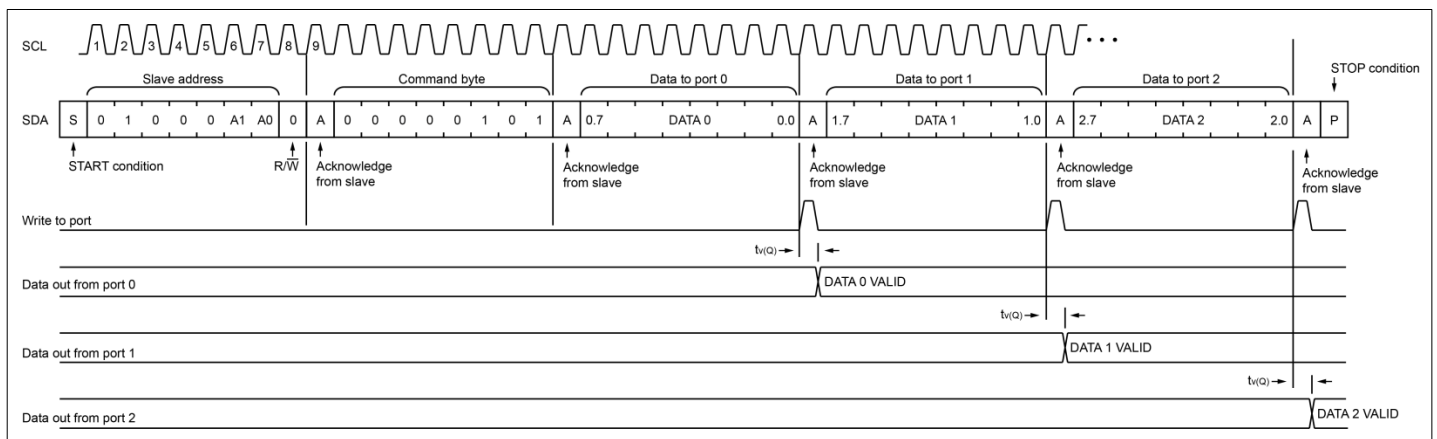 SCL 1 2 3 4 5 6 7 8 9 • • •
Slave address Command byte Data to port 0 Data to port 1 Data to port 2 STOP condition
SDA S 0 1 0 0 0 A1 A0 0 A 0 0 0 0 0 1 0 1 A 0.7 DATA 0 0.0 A 1.7 DATA 1 1.0 A 2.7 DATA 2 2.0 A P
START condition R/W̅ Acknowledge from slave Acknowledge from slave Acknowledge from slave Acknowledge from slave Acknowledge from slave
Write to port
tv(Q)
Data out from port 0 DATA 0 VALID
tv(Q)
Data out from port 1 DATA 1 VALID
tv(Q)
Data out from port 2 DATA 2 VALID